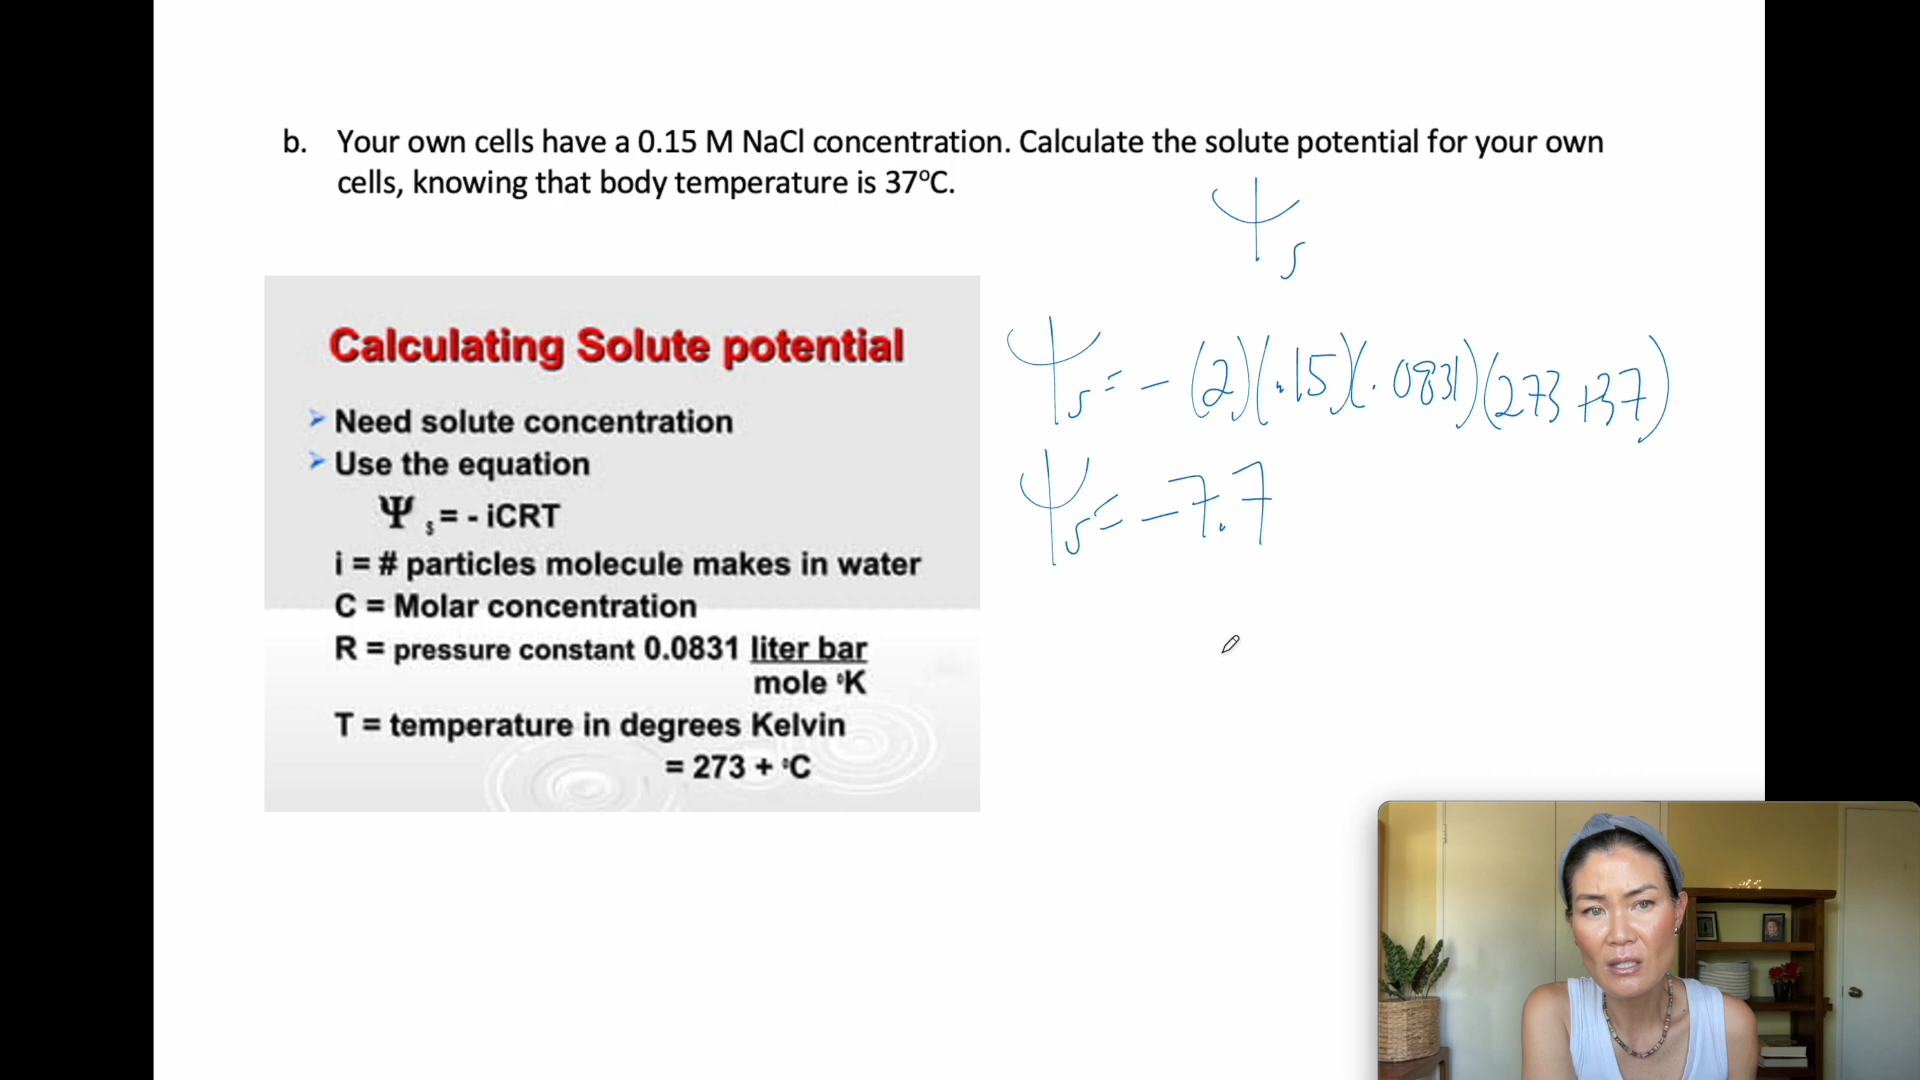 b. Your own cells have a 0.15 M NaCl concentration. Calculate the solute potential for your own
cells, knowing that body temperature is 37ºC.
Ψs
Calculating Solute potential
➢ Need solute concentration
➢ Use the equation
Ψ s = - iCRT
i = # particles molecule makes in water
C = Molar concentration
R = pressure constant 0.0831 liter bar
mole ºK
T = temperature in degrees Kelvin
= 273 + ºC
Ψs = - (2)(.15)(.0831)(273 +37)
Ψs = -7.7